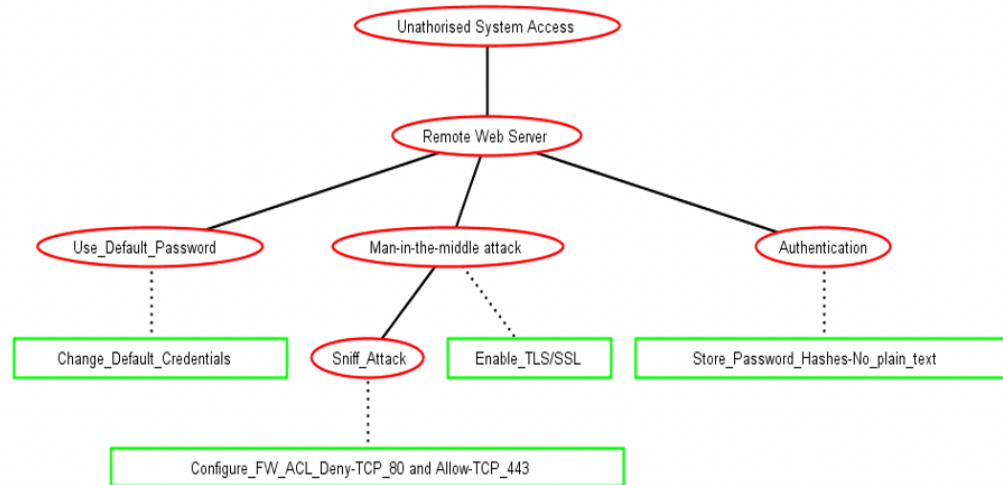 Unathorised System Access
Remote Web Server
Use_Default_Password
Man-in-the-middle attack
Authentication
Change_Default_Credentials
Sniff_Attack
Enable_TLS/SSL
Store_Password_Hashes-No_plain_text
Configure_FW_ACL_Deny-TCP_80 and Allow-TCP_443